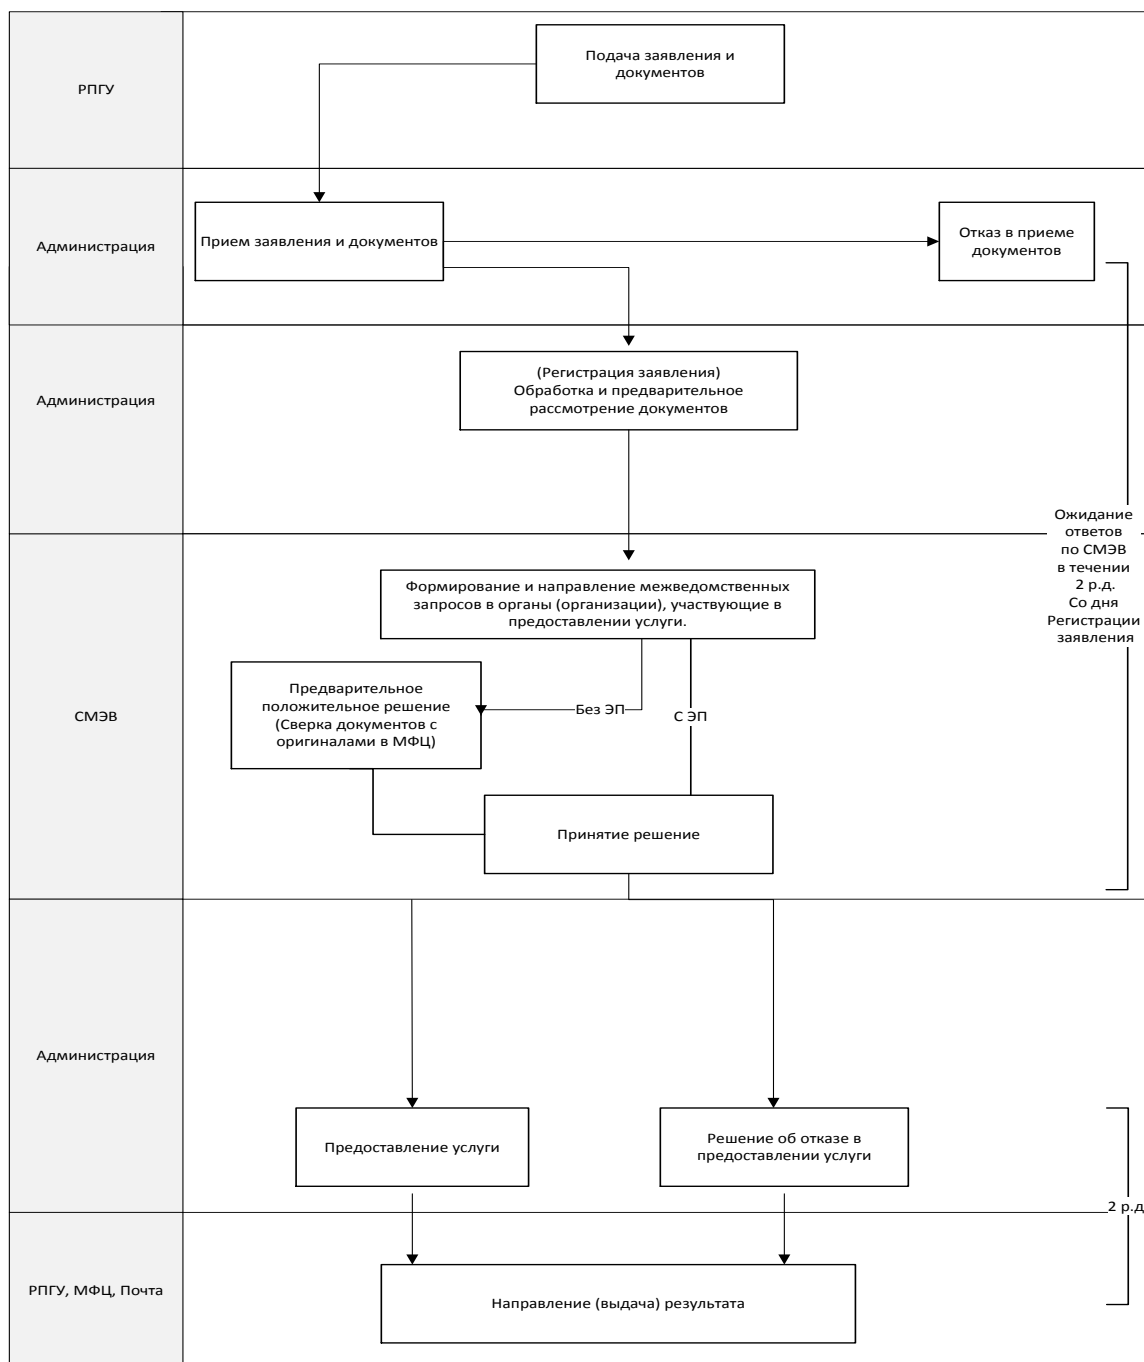 РПГУ
Подача заявления и
документов
Администрация
Прием заявления и документов
Отказ в приеме
документов
Администрация
(Регистрация заявления)
Обработка и предварительное
рассмотрение документов
Ожидание
ответов
по СМЭВ
в течении
2 р.д.
Со дня
Регистрации
заявления
СМЭВ
Формирование и направление межведомственных
запросов в органы (организации), участвующие в
предоставлении услуги.
Предварительное
положительное решение
(Сверка документов с
оригиналами в МФЦ)
Без ЭП
С ЭП
Принятие решение
Администрация
Предоставление услуги
Решение об отказе в
предоставлении услуги
2 р.д
РПГУ, МФЦ, Почта
Направление (выдача) результата